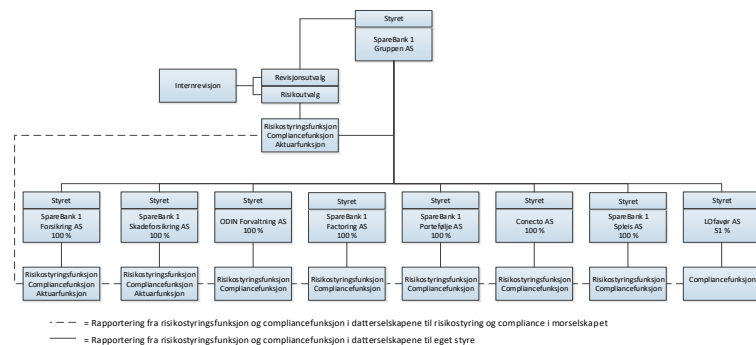 Styret
SpareBank 1
Gruppen AS
Internrevisjon
Revisjonsutvalg
Risikoutvalg
Risikostyringsfunksjon
Compliancefunksjon
Aktuarfunksjon
Styret
SpareBank 1
Forsikring AS
100 %
Styret
SpareBank 1
Skadeforsikring AS
100 %
Styret
ODIN Forvaltning AS
100 %
Styret
SpareBank 1
Factoring AS
100 %
Styret
SpareBank 1
Portefølje AS
100 %
Styret
Conecto AS
100 %
Styret
SpareBank 1
Spleis AS
100 %
Styret
LOfavør AS
51 %
Risikostyringsfunksjon
Compliancefunksjon
Aktuarfunksjon
Risikostyringsfunksjon
Compliancefunksjon
Aktuarfunksjon
Risikostyringsfunksjon
Compliancefunksjon
Risikostyringsfunksjon
Compliancefunksjon
Risikostyringsfunksjon
Compliancefunksjon
Risikostyringsfunksjon
Compliancefunksjon
Risikostyringsfunksjon
Compliancefunksjon
Compliancefunksjon
= Rapportering fra risikostyringsfunksjon og compliancefunksjon i datterselskapene til risikostyring og compliance i morselskapet
= Rapportering fra risikostyringsfunksjon og compliancefunksjon i datterselskapene til eget styre